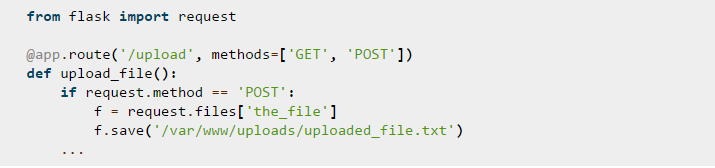 from flask import request

@app.route('/upload', methods=['GET', 'POST'])
def upload_file():
    if request.method == 'POST':
        f = request.files['the_file']
        f.save('/var/www/uploads/uploaded_file.txt')
    ...